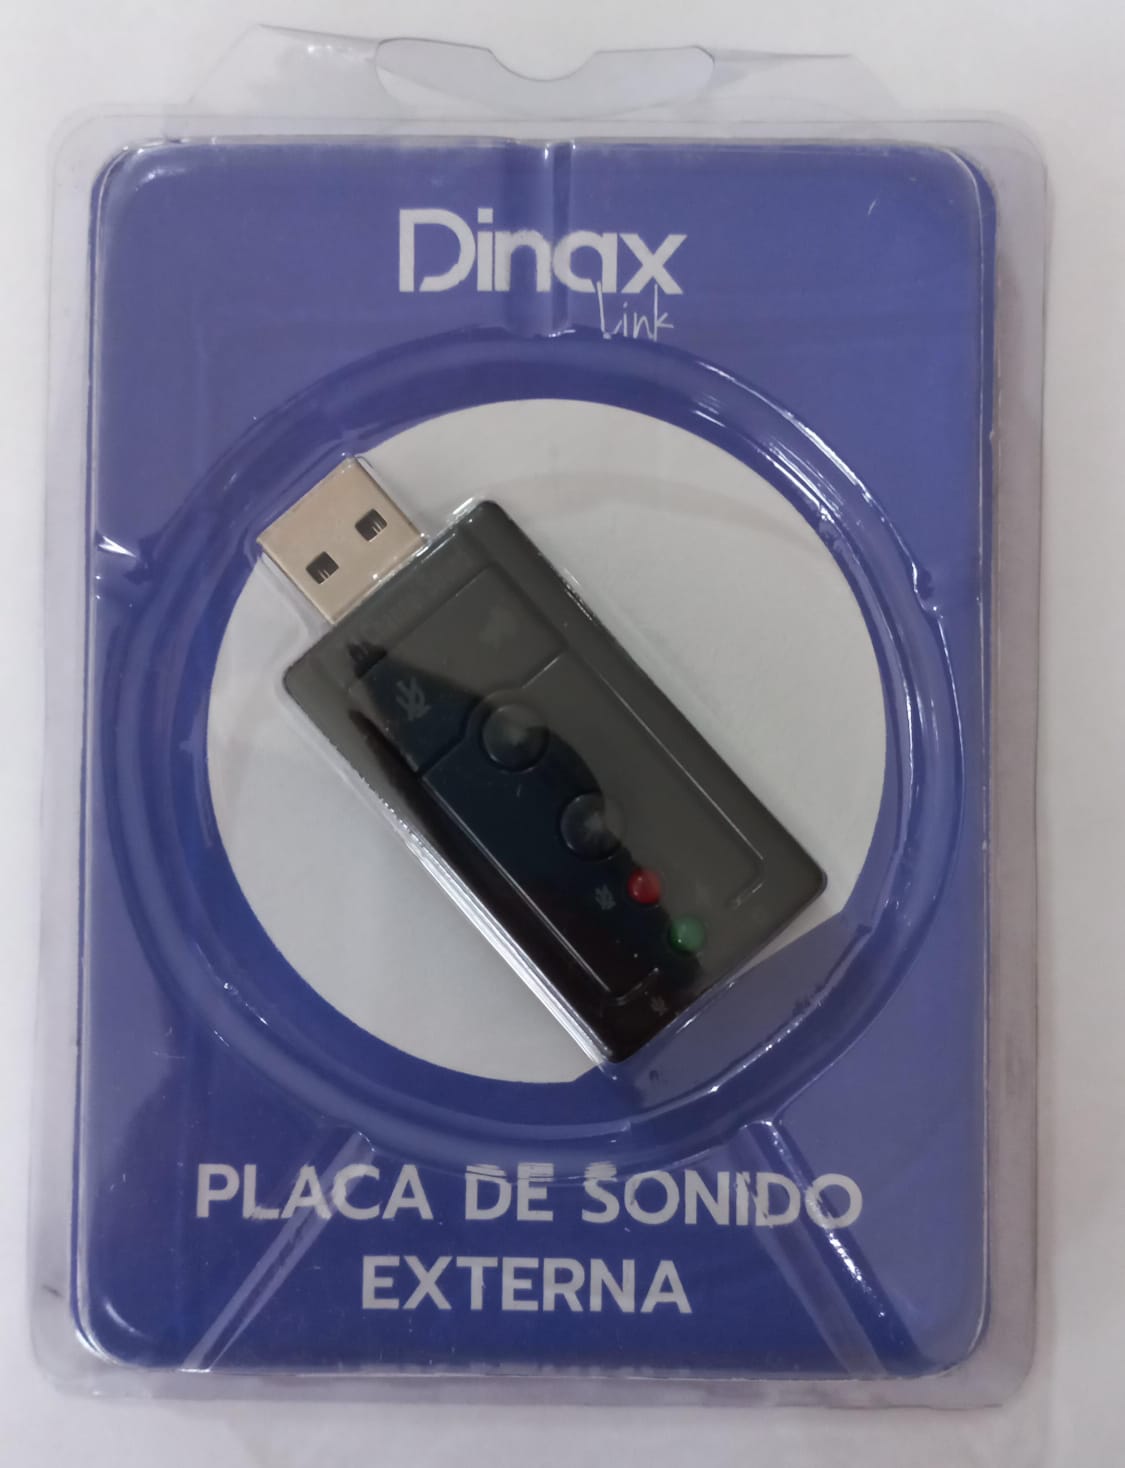 Dinax
Link
PLACA DE SONIDO
EXTERNA